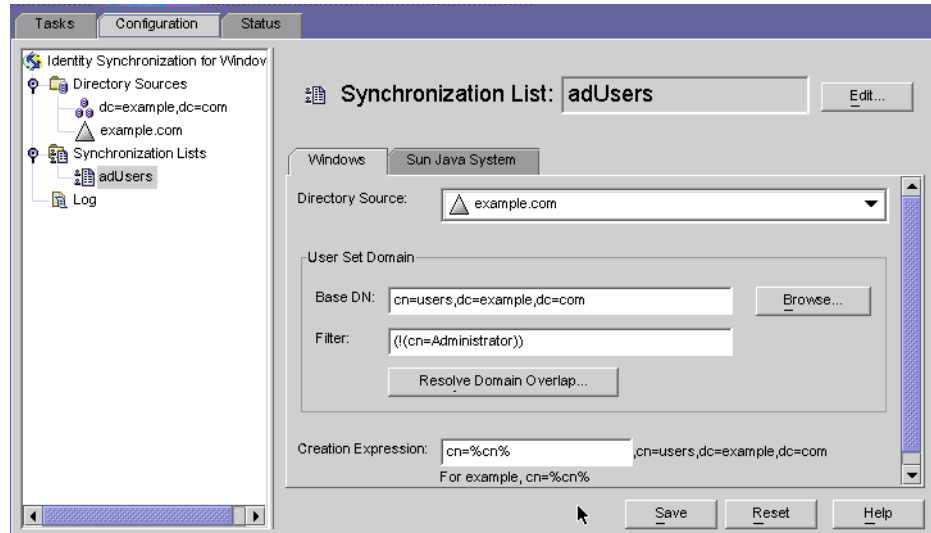 Tasks
Configuration
Status
Identity Synchronization for Windov
Directory Sources
dc=example,dc=com
example.com
Synchronization Lists
adUsers
Log
Synchronization List: adUsers
Edit...
Windows
Sun Java System
Directory Source:
example.com
User Set Domain
Base DN:
cn=users,dc=example,dc=com
Browse...
Filter:
(!(cn=Administrator))
Resolve Domain Overlap...
Creation Expression:
cn=%cn%
,cn=users,dc=example,dc=com
For example, cn=%cn%
Save
Reset
Help